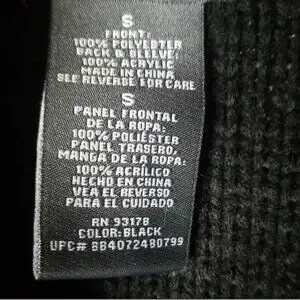 S
FRONT:
100% POLYESTER
BACK & SLEEVE:
100% ACRYLIC
MADE IN CHINA
SEE REVERSE FOR CARE
S
PANEL FRONTAL
DE LA ROPA:
100% POLIÉSTER
PANEL TRASERO,
MANGA DE LA ROPA:
100% ACRÍLICO
HECHO EN CHINA
VEA EL REVERSO
PARA EL CUIDADO
RN 93178
COLOR: BLACK
UPC# 884072480799